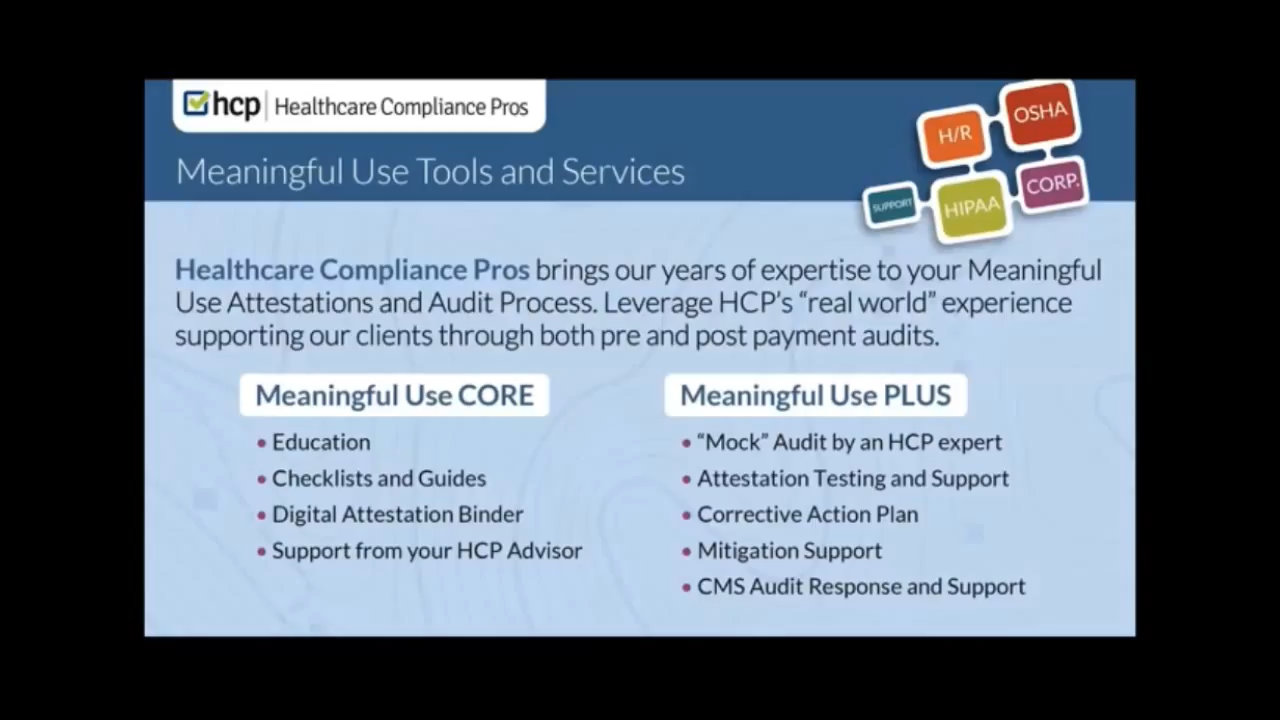 hcp | Healthcare Compliance Pros
Meaningful Use Tools and Services
H/R
OSHA
SUPPORT
HIPAA
CORP.
Healthcare Compliance Pros brings our years of expertise to your Meaningful
Use Attestations and Audit Process. Leverage HCP’s “real world” experience
supporting our clients through both pre and post payment audits.
Meaningful Use CORE
• Education
• Checklists and Guides
• Digital Attestation Binder
• Support from your HCP Advisor
Meaningful Use PLUS
• “Mock” Audit by an HCP expert
• Attestation Testing and Support
• Corrective Action Plan
• Mitigation Support
• CMS Audit Response and Support